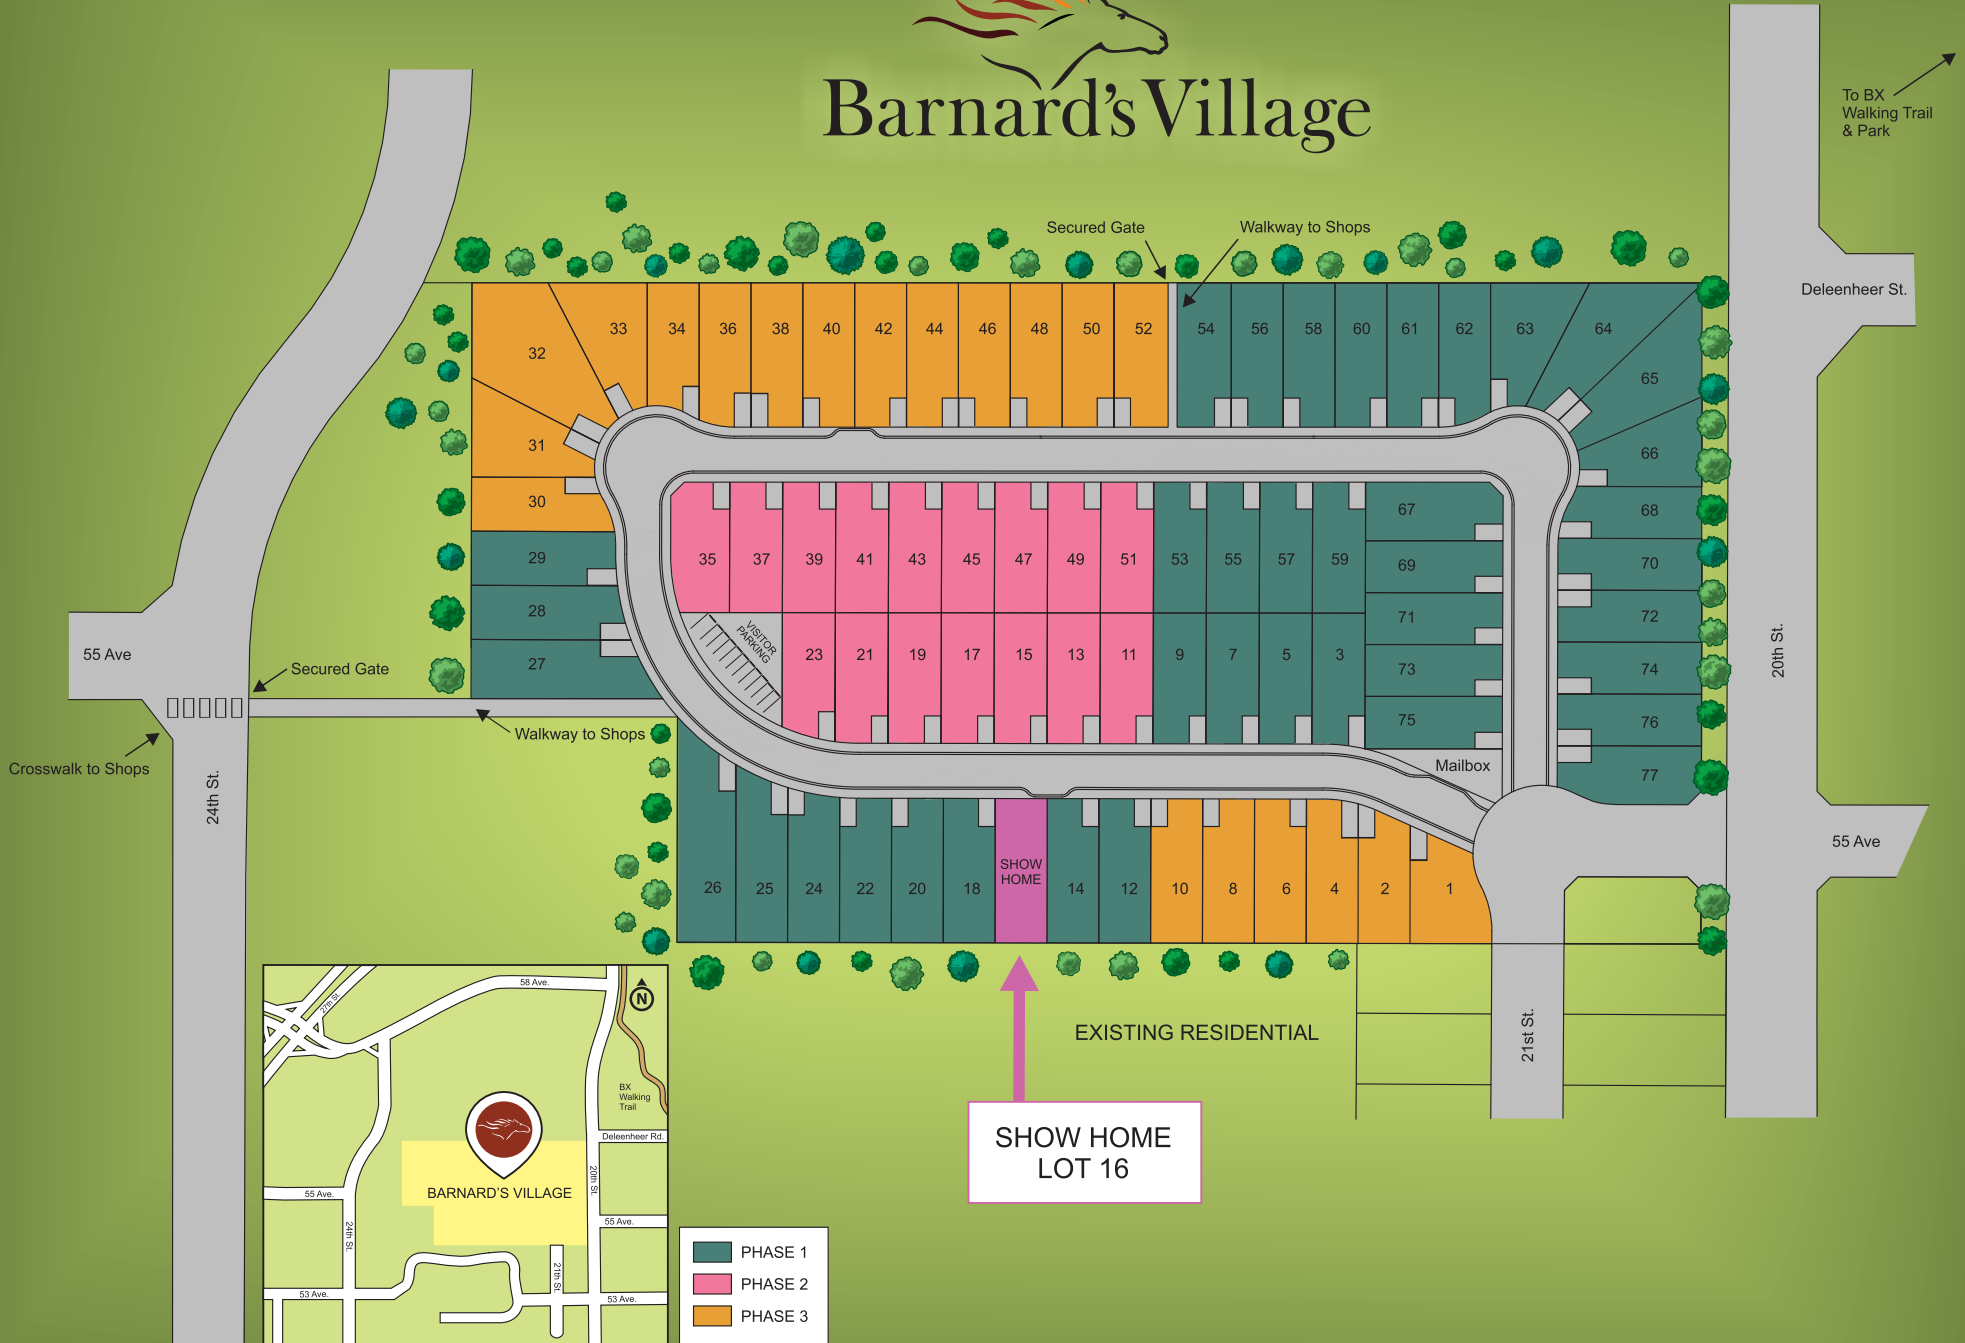 Barnard's Village
To BX
Walking Trail
& Park
Secured Gate
Walkway to Shops
Deleenheer St.
33
34
36
38
40
42
44
46
48
50
52
54
56
58
60
61
62
63
64
32
65
31
66
30
67
68
29
35
37
39
41
43
45
47
49
51
53
55
57
59
69
70
28
71
72
VISITOR
PARKING
55 Ave
Secured Gate
27
23
21
19
17
15
13
11
9
7
5
3
73
74
20th St.
Walkway to Shops
75
76
Crosswalk to Shops
Mailbox
77
24th St.
55 Ave
26
25
24
22
20
18
SHOW
HOME
14
12
10
8
6
4
2
1
EXISTING RESIDENTIAL
21st St.
SHOW HOME
LOT 16
58 Ave.
27th St.
N
BX
Walking
Trail
Deleenheer Rd.
20th St.
BARNARD'S VILLAGE
55 Ave.
55 Ave.
24th St.
21th St.
53 Ave.
53 Ave.
PHASE 1
PHASE 2
PHASE 3